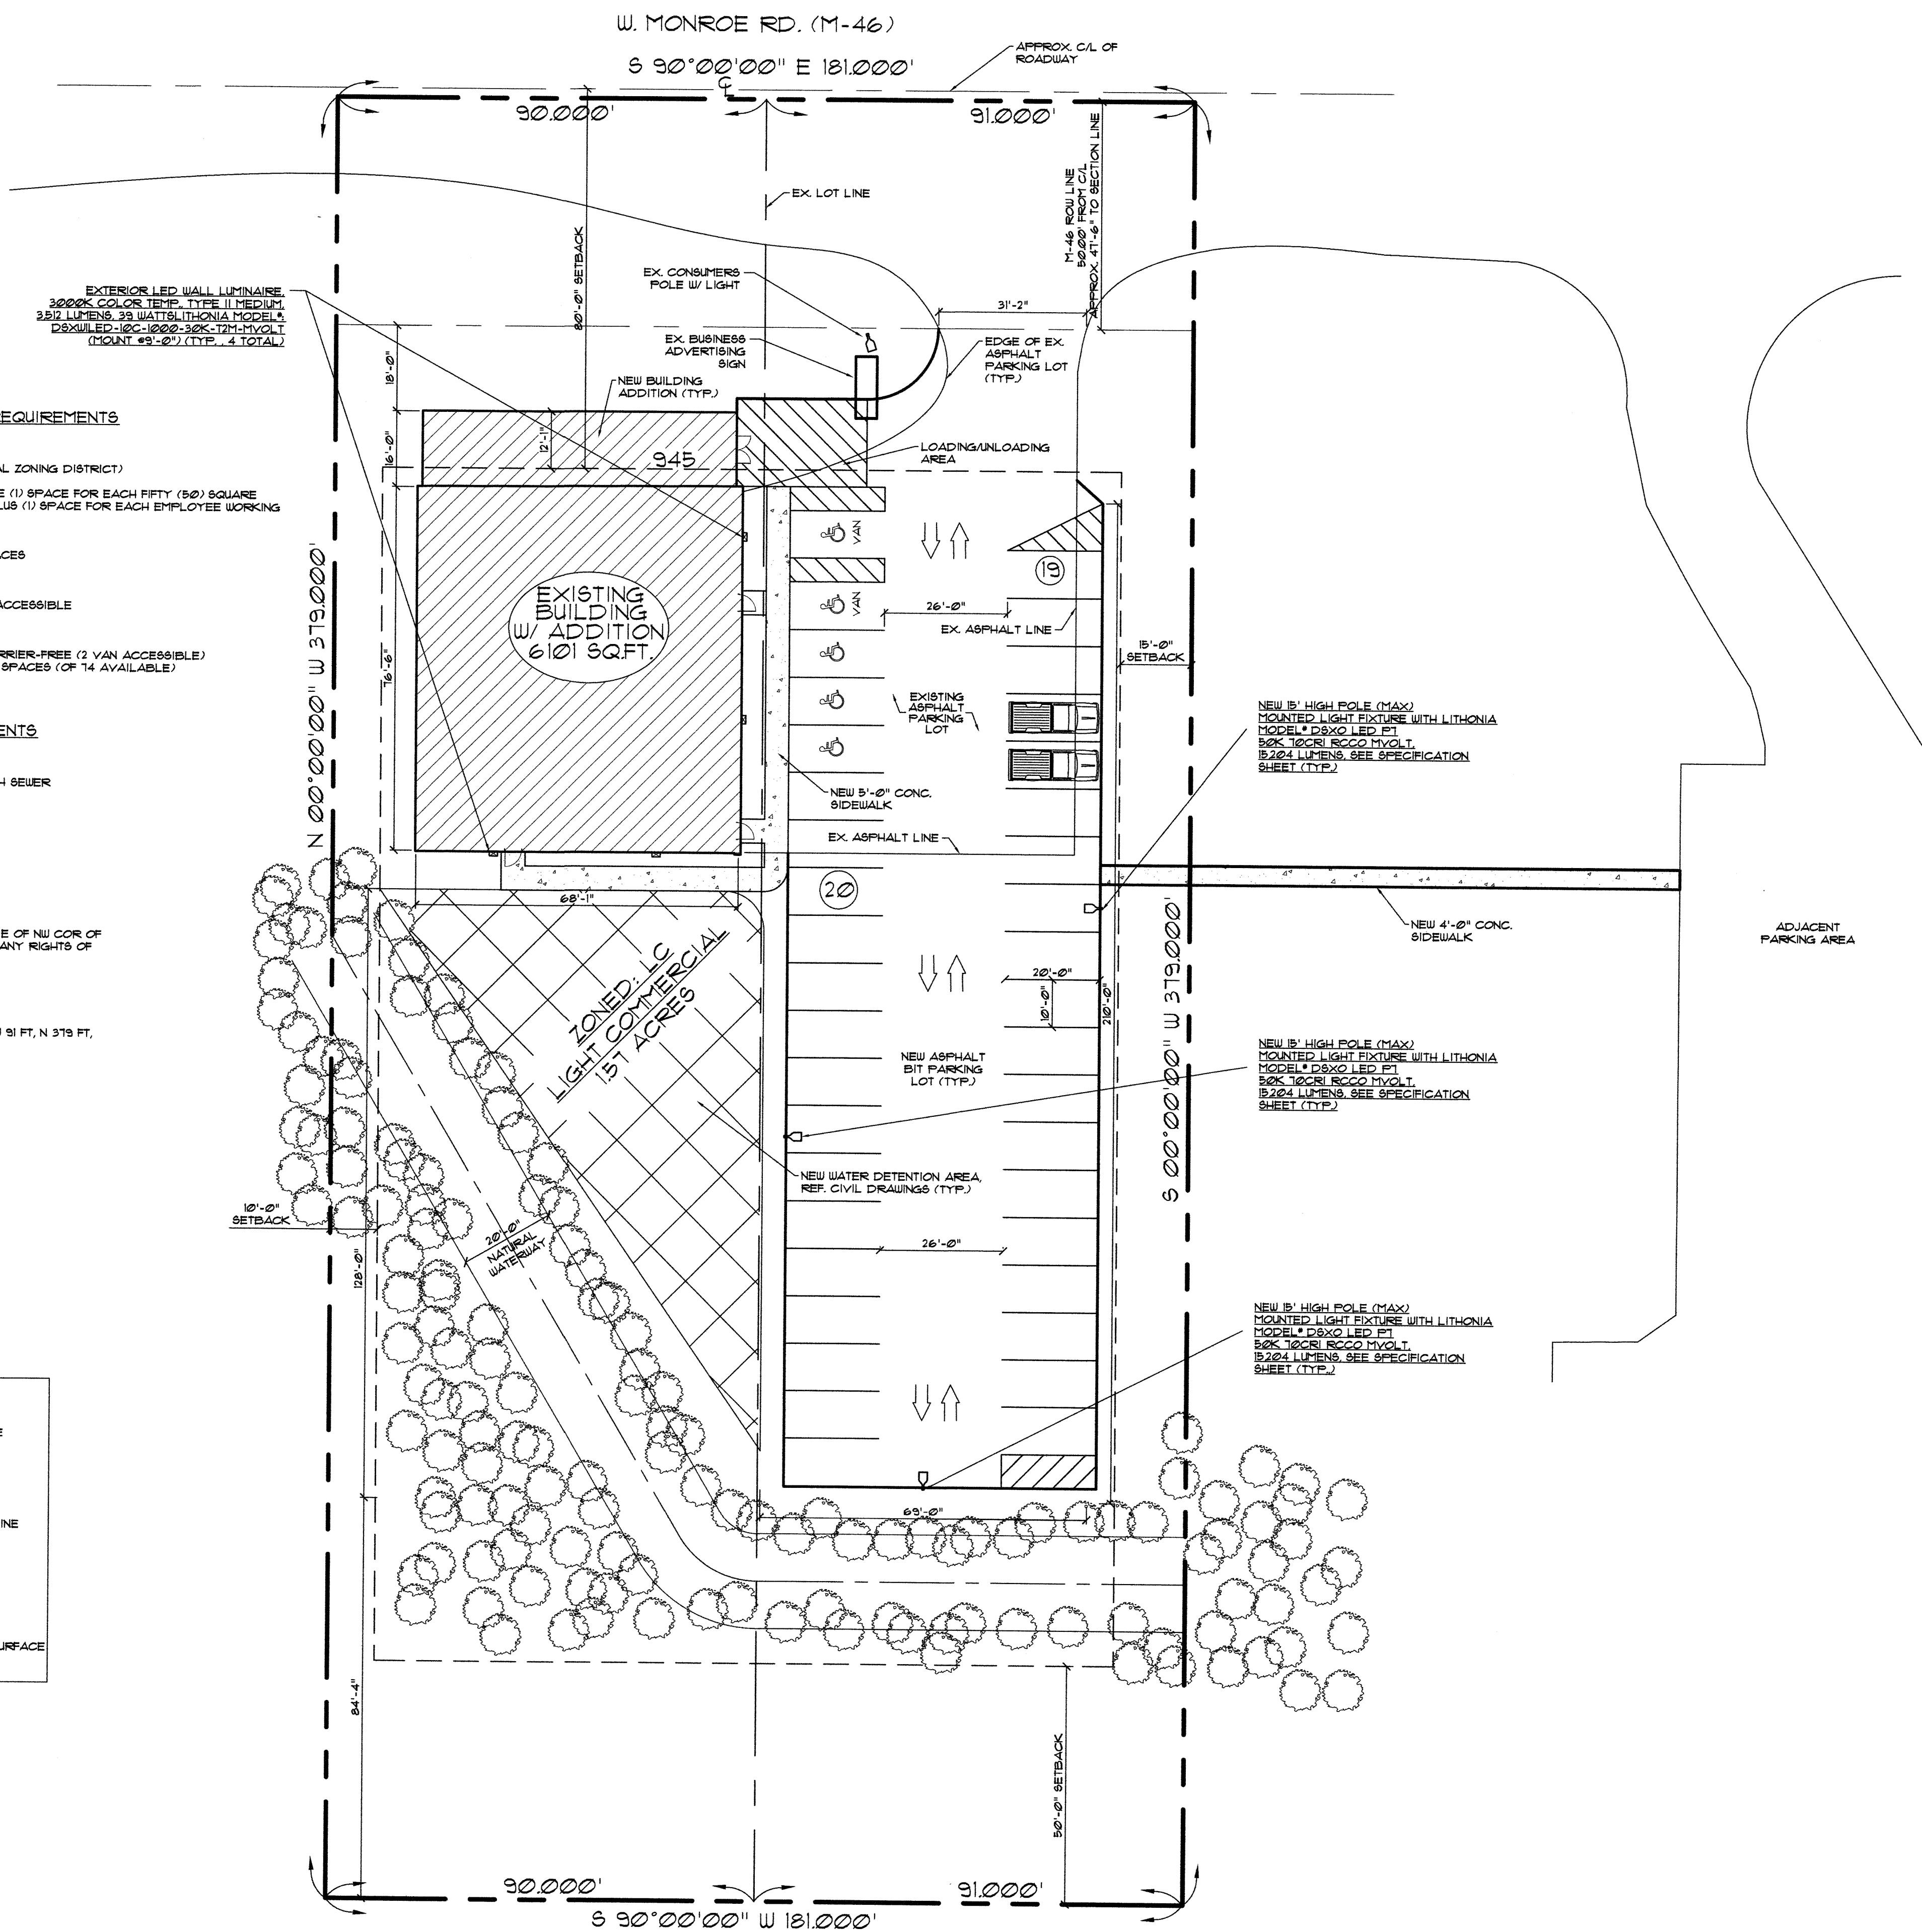 W. MONROE RD. (M-46)
S 90°00'00" E 181.000'
APPROX. C/L OF
ROADWAY
90.000'
91.000'
EX. LOT LINE
80'-0" SETBACK
M-46 ROW LINE
50.00' FROM C/L
APPROX. 47'-6" TO SECTION LINE
EX. CONSUMERS
POLE W/ LIGHT
31'-2"
EXTERIOR LED WALL LUMINAIRE,
3000K COLOR TEMP., TYPE II MEDIUM,
3,512 LUMENS, 39 WATTSLITHONIA MODEL#:
DSXW1LED-10C-1000-30K-T2M-MVOLT
(MOUNT @9'-0") (TYP., 4 TOTAL)
EX. BUSINESS
ADVERTISING
SIGN
EDGE OF EX.
ASPHALT
PARKING LOT
(TYP.)
18'-0"
NEW BUILDING
ADDITION (TYP.)
REQUIREMENTS
16'-0"
12'-1"
945
LOADING/UNLOADING
AREA
AL ZONING DISTRICT)
E (1) SPACE FOR EACH FIFTY (50) SQUARE
LUS (1) SPACE FOR EACH EMPLOYEE WORKING
VAN
ACES
19
EXISTING
BUILDING
W/ ADDITION
6101 SQ.FT.
ACCESSIBLE
VAN
26'-0"
EX. ASPHALT LINE
N 00°00'00" W 379.000'
RRIER-FREE (2 VAN ACCESSIBLE)
SPACES (OF 74 AVAILABLE)
76'-6"
15'-0"
SETBACK
EXISTING
ASPHALT
PARKING
LOT
NEW 15' HIGH POLE (MAX)
MOUNTED LIGHT FIXTURE WITH LITHONIA
MODEL# DSX0 LED P7
50K 70CRI RCCO MVOLT,
15,204 LUMENS, SEE SPECIFICATION
SHEET (TYP.)
ENTS
H SEWER
NEW 5'-0" CONC.
SIDEWALK
EX. ASPHALT LINE
20
68'-1"
NEW 4'-0" CONC.
SIDEWALK
ADJACENT
PARKING AREA
E OF NW COR OF
ANY RIGHTS OF
ZONED: LC
LIGHT COMMERCIAL
1.57 ACRES
20'-0"
10'-0"
210'-0"
S 00°00'00" W 379.000'
91 FT, N 379 FT,
NEW ASPHALT
BIT PARKING
LOT (TYP.)
NEW 15' HIGH POLE (MAX)
MOUNTED LIGHT FIXTURE WITH LITHONIA
MODEL# DSX0 LED P7
50K 70CRI RCCO MVOLT,
15,204 LUMENS, SEE SPECIFICATION
SHEET (TYP.)
NEW WATER DETENTION AREA,
REF. CIVIL DRAWINGS (TYP.)
10'-0"
SETBACK
128'-0"
20'-0"
NATURAL
WATERWAY
26'-0"
NEW 15' HIGH POLE (MAX)
MOUNTED LIGHT FIXTURE WITH LITHONIA
MODEL# DSX0 LED P7
50K 70CRI RCCO MVOLT,
15,204 LUMENS, SEE SPECIFICATION
SHEET (TYP.)
E
INE
69'-0"
URFACE
84'-4"
50'-0" SETBACK
90.000'
91.000'
S 90°00'00" W 181.000'